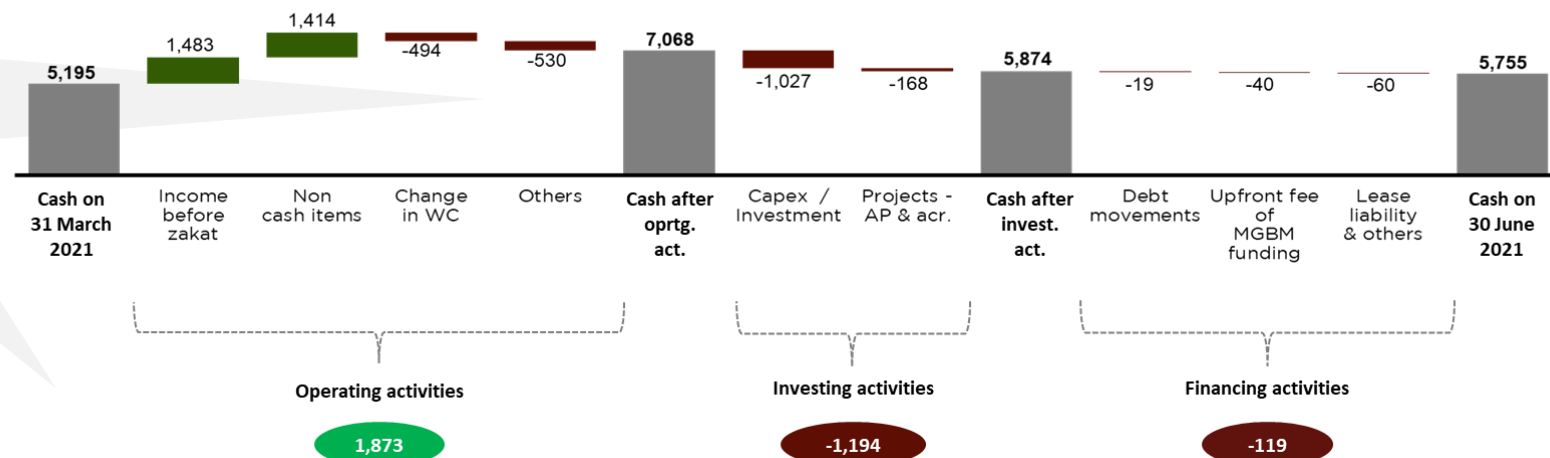 5,195
1,483
1,414
-494
-530
7,068
-1,027
-168
5,874
-19
-40
-60
5,755
Cash on
31 March
2021
Income
before
zakat
Non
cash items
Change
in WC
Others
Cash after
oprtg.
act.
Capex /
Investment
Projects -
AP & acr.
Cash after
invest.
act.
Debt
movements
Upfront fee
of
MGBM
funding
Lease
liability
& others
Cash on
30 June
2021
Operating activities
Investing activities
Financing activities
1,873
-1,194
-119